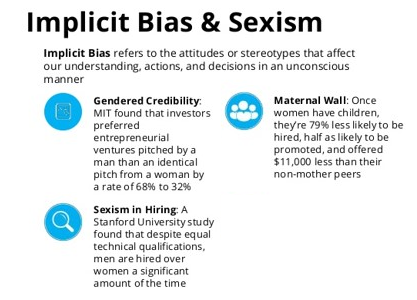 Implicit Bias & Sexism
Implicit Bias refers to the attitudes or stereotypes that affect
our understanding, actions, and decisions in an unconscious
manner
Gendered Credibility:
MIT found that investors
preferred
entrepreneurial
ventures pitched by a
man than an identical
pitch from a woman by
a rate of 68% to 32%
Maternal Wall: Once
women have children,
they're 79% less likely to be
hired, half as likely to be
promoted, and offered
$11,000 less than their
non-mother peers
Sexism in Hiring: A
Stanford University study
found that despite equal
technical qualifications,
men are hired over
women a significant
amount of the time